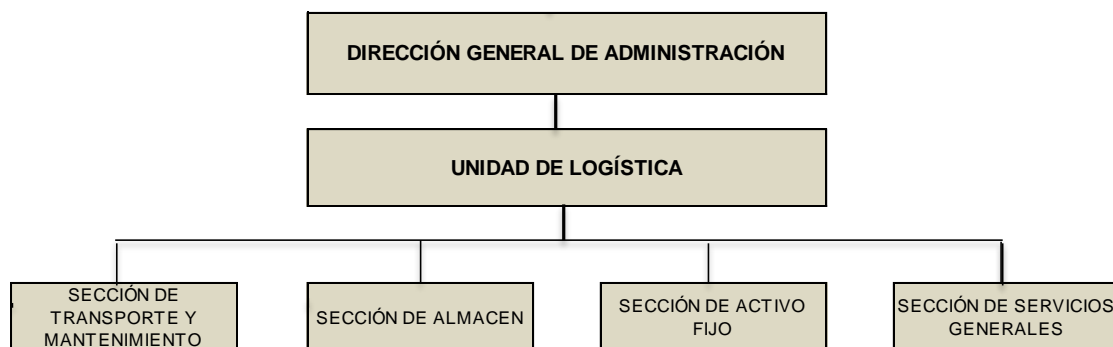 DIRECCIÓN GENERAL DE ADMINISTRACIÓN
UNIDAD DE LOGÍSTICA
SECCIÓN DE
TRANSPORTE Y
MANTENIMIENTO
SECCIÓN DE ALMACEN
SECCIÓN DE ACTIVO
FIJO
SECCIÓN DE SERVICIOS
GENERALES